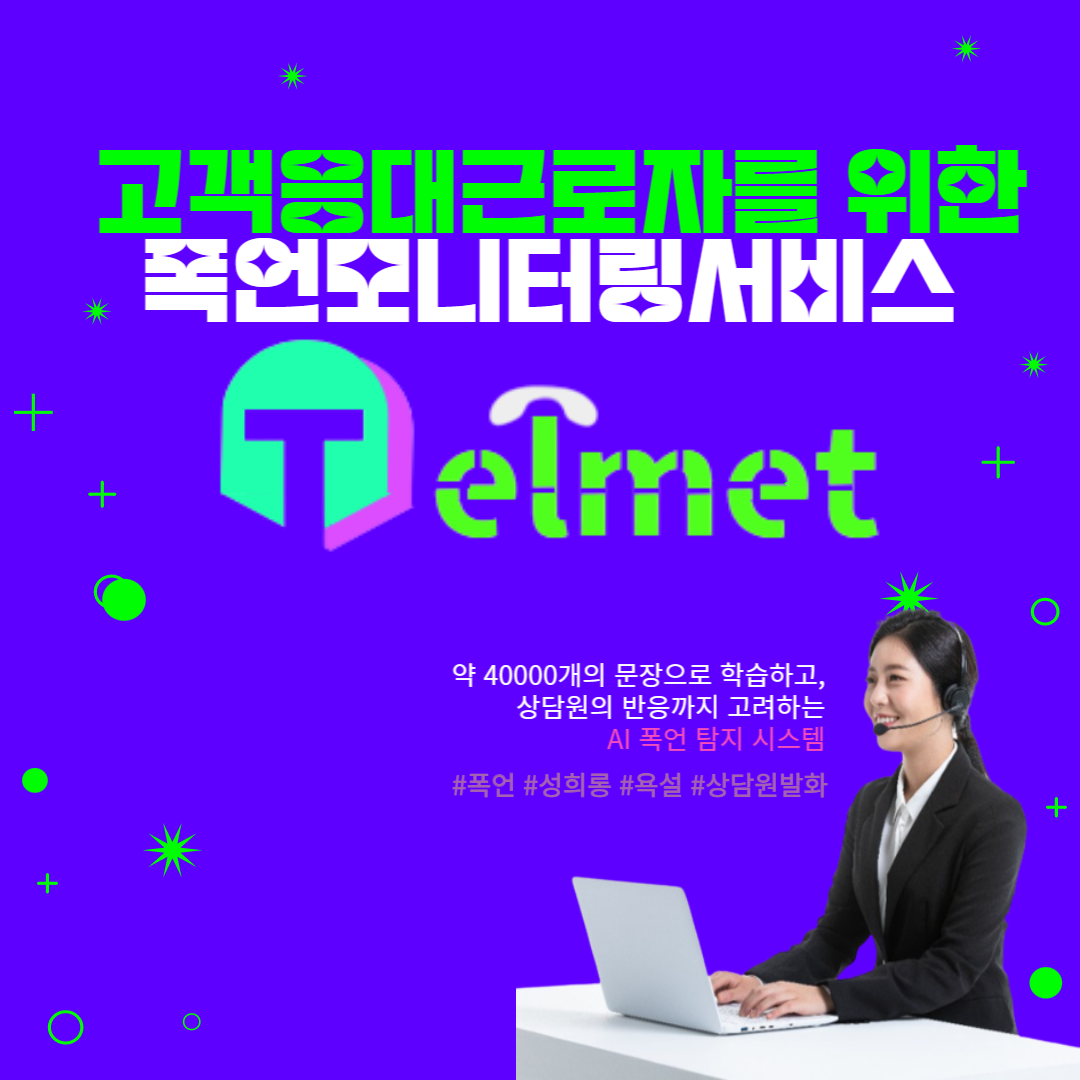 고객응대근로자를 위한
폭언모니터링서비스
Telmet
약 40000개의 문장으로 학습하고,
상담원의 반응까지 고려하는
AI 폭언 탐지 시스템
#폭언 #성희롱 #욕설 #상담원발화